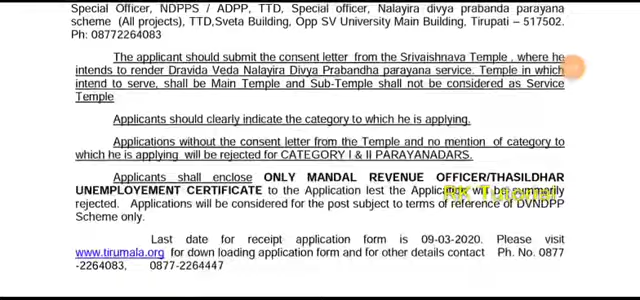 Special Officer, NDPPS / ADPP, TTD, Special officer, Nalayira divya prabanda parayana
scheme (All projects), TTD,Sveta Building, Opp SV University Main Building, Tirupati – 517502.
Ph: 08772264083
The applicant should submit the consent letter from the Srivaishnava Temple , where he
intends to render Dravida Veda Nalayira Divya Prabandha parayana service. Temple in which
intend to serve, shall be Main Temple and Sub-Temple shall not be considered as Service
Temple
Applicants should clearly indicate the category to which he is applying.
Applications without the consent letter from the Temple and no mention of category to
which he is applying will be rejected for CATEGORY I & II PARAYANADARS.
Applicants shall enclose ONLY MANDAL REVENUE OFFICER/THASILDHAR
UNEMPLOYEMENT CERTIFICATE to the Application lest the Application will be summerily
rejected. Applications will be considered for the post subject to terms of reference of DVNDPP
Scheme only.
RK Tutorial
Last date for receipt application form is 09-03-2020. Please visit
www.tirumala.org for down loading application form and for other details contact Ph. No. 0877
-2264083, 0877-2264447